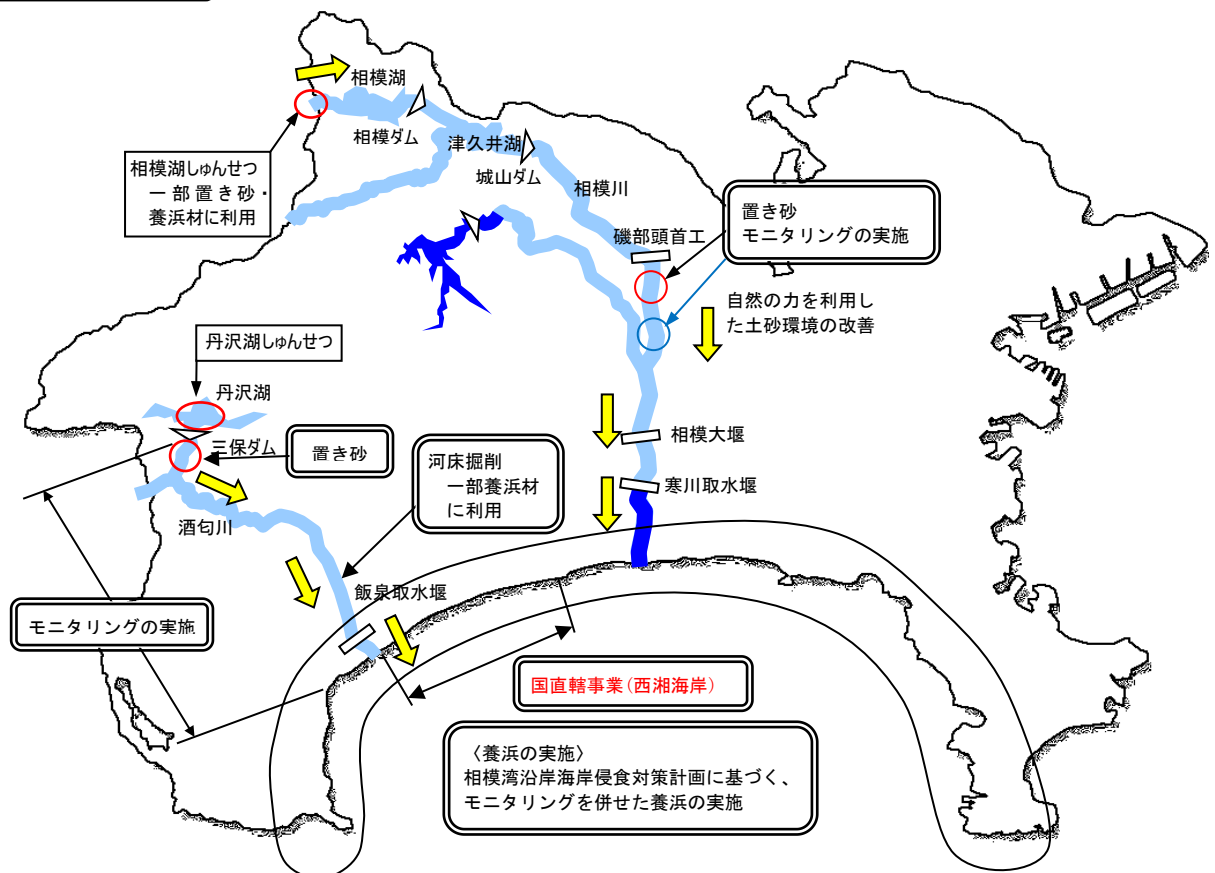 相模湖
相模ダム
津久井湖
城山ダム
相模川
相模湖しゅんせつ
一部置き砂・
養浜材に利用
置き砂
モニタリングの実施
磯部頭首工
自然の力を利用し
た土砂環境の改善
丹沢湖しゅんせつ
丹沢湖
三保ダム
置き砂
河床掘削
一部養浜材
に利用
相模大堰
寒川取水堰
酒匂川
飯泉取水堰
モニタリングの実施
国直轄事業(西湘海岸)
〈養浜の実施〉
相模湾沿岸海岸侵食対策計画に基づく、
モニタリングを併せた養浜の実施